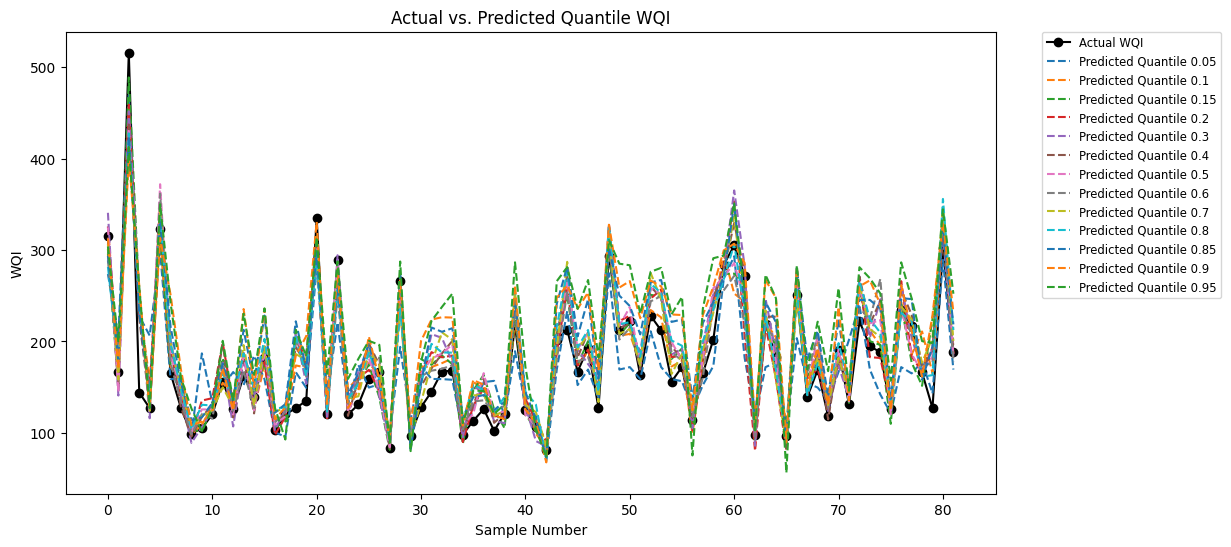 Actual vs. Predicted Quantile WQI
500
400
300
200
100
WQI
0
10
20
30
40
50
60
70
80
Sample Number
Actual WQI
Predicted Quantile 0.05
Predicted Quantile 0.1
Predicted Quantile 0.15
Predicted Quantile 0.2
Predicted Quantile 0.3
Predicted Quantile 0.4
Predicted Quantile 0.5
Predicted Quantile 0.6
Predicted Quantile 0.7
Predicted Quantile 0.8
Predicted Quantile 0.85
Predicted Quantile 0.9
Predicted Quantile 0.95